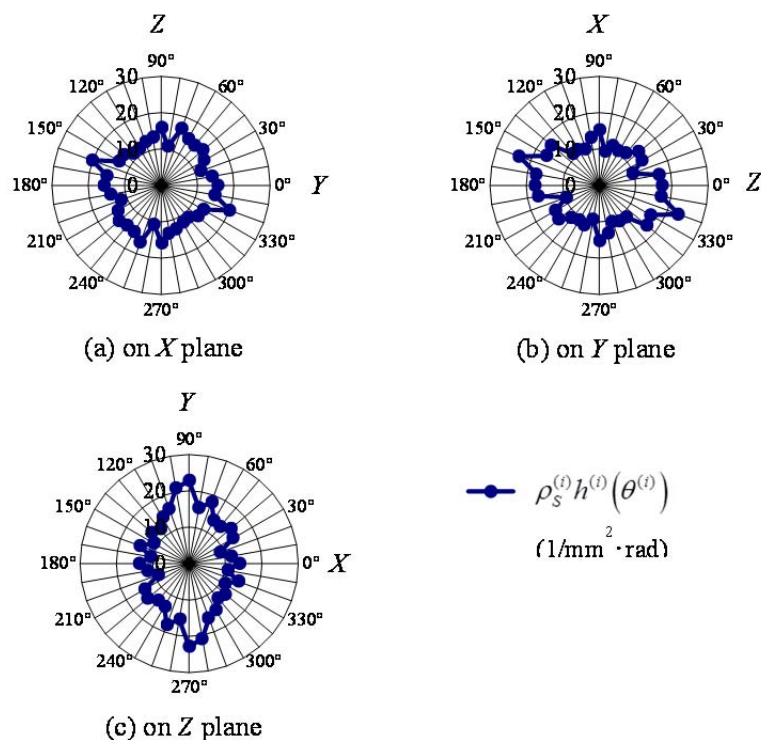 Z
90°
120° 30 60°
150° 20 30°
10
180° 0 0° Y
210° 330°
240° 300°
270°
(a) on X plane
X
90°
120° 30 60°
150° 20 30°
10
180° 0 0° Z
210° 330°
240° 300°
270°
(b) on Y plane
Y
90°
120° 30 60°
150° 20 30°
10
180° 0 0° X
210° 330°
240° 300°
270°
(c) on Z plane
ρ_S^(i) h^(i) (θ^(i))
(1/mm²·rad)